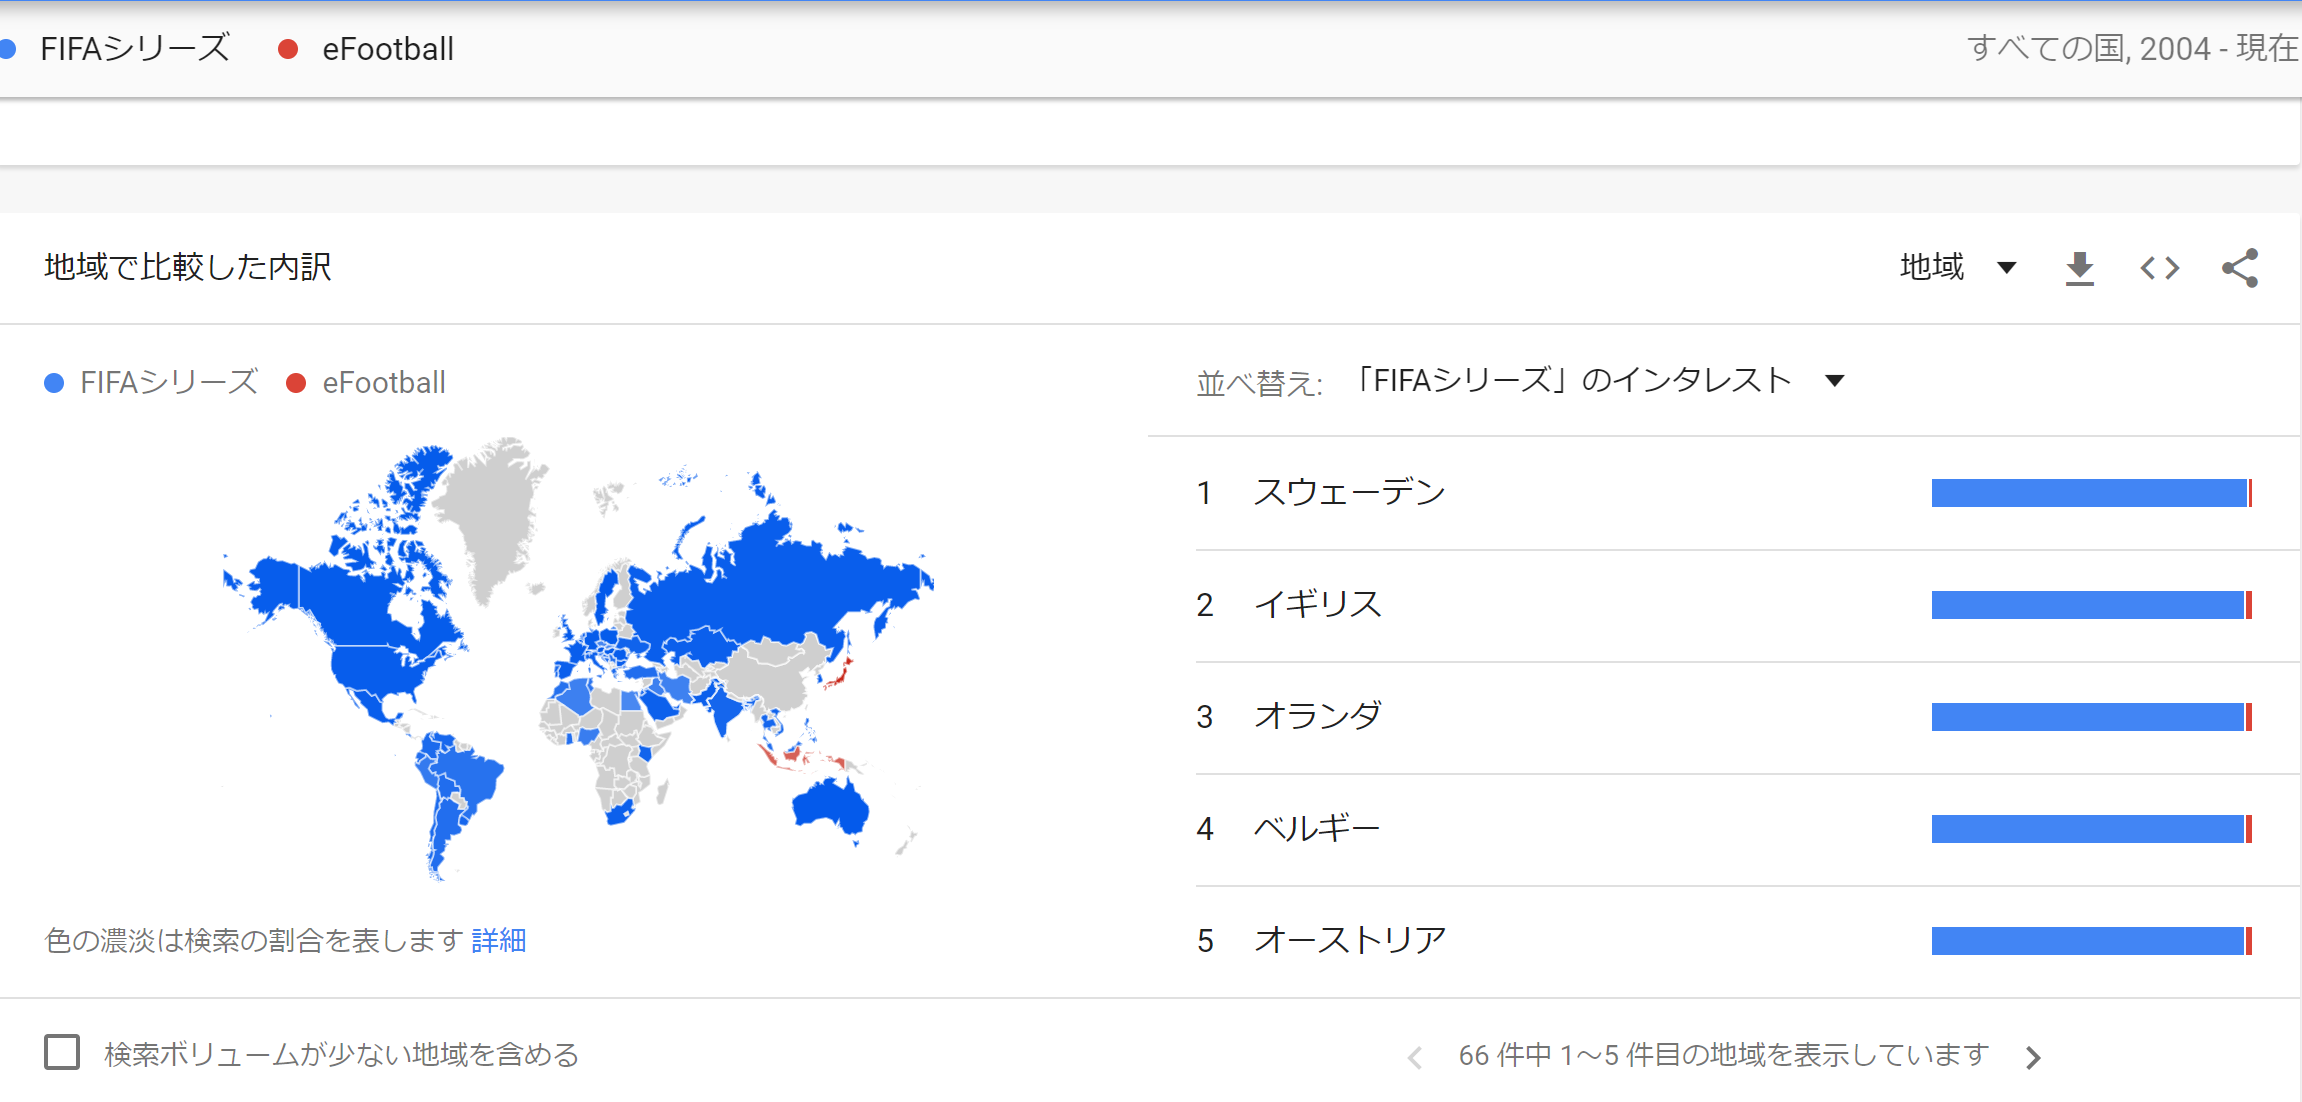 FIFAシリーズ eFootball すべての国, 2004 - 現在
地域で比較した内訳 地域
FIFAシリーズ eFootball
並べ替え: 「FIFAシリーズ」のインタレスト
1 スウェーデン
2 イギリス
3 オランダ
4 ベルギー
5 オーストリア
色の濃淡は検索の割合を表します 詳細
検索ボリュームが少ない地域を含める
66 件中 1～5 件目の地域を表示しています